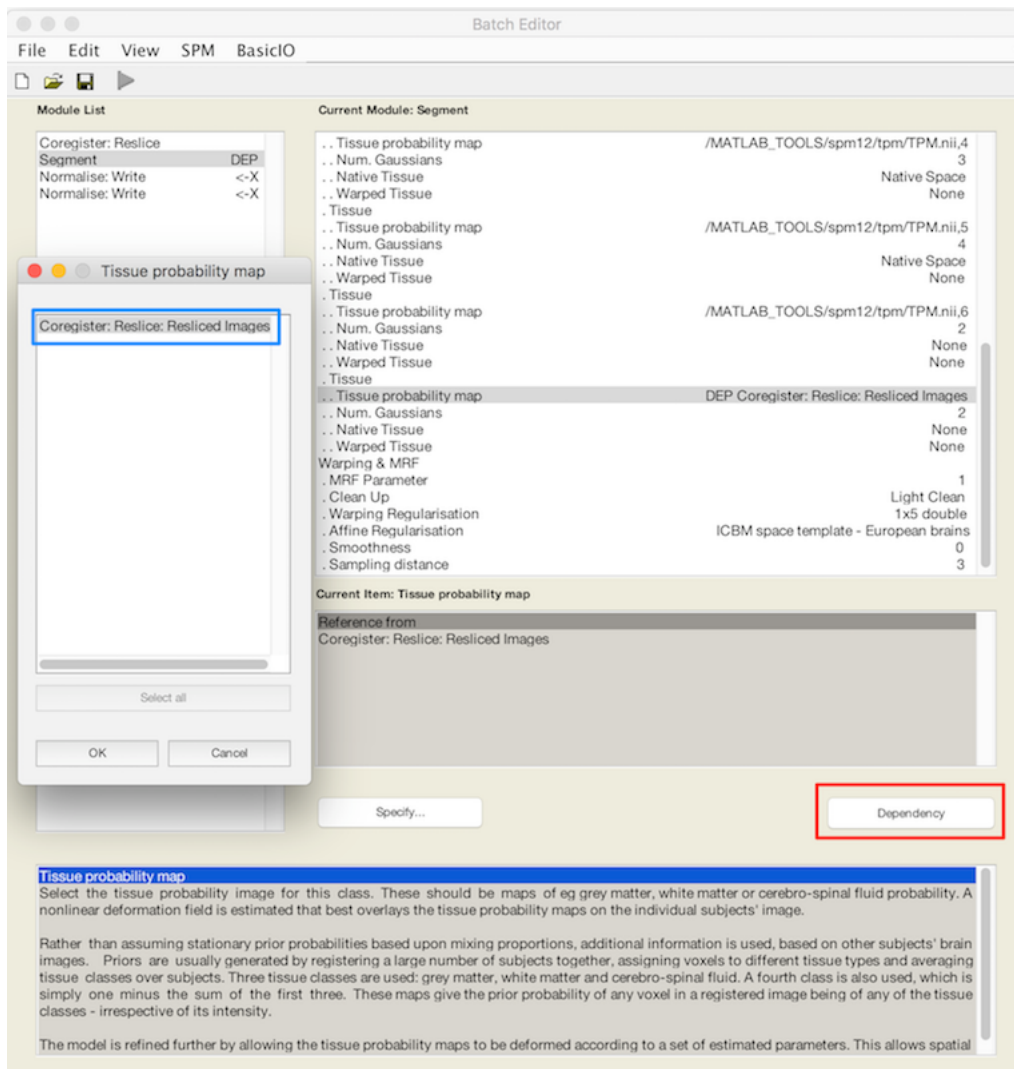 Batch Editor
File Edit View SPM BasicIO
Module List
Coregister: Reslice
Segment DEP
Normalise: Write <-X
Normalise: Write <-X
Current Module: Segment
. . Tissue probability map /MATLAB_TOOLS/spm12/tpm/TPM.nii,4
. . Num. Gaussians 3
. . Native Tissue Native Space
. . Warped Tissue None
. Tissue
. . Tissue probability map /MATLAB_TOOLS/spm12/tpm/TPM.nii,5
. . Num. Gaussians 4
. . Native Tissue Native Space
. . Warped Tissue None
. Tissue
. . Tissue probability map /MATLAB_TOOLS/spm12/tpm/TPM.nii,6
. . Num. Gaussians 2
. . Native Tissue None
. . Warped Tissue None
. Tissue
. . Tissue probability map DEP Coregister: Reslice: Resliced Images
. . Num. Gaussians 2
. . Native Tissue None
. . Warped Tissue None
Warping & MRF
. MRF Parameter 1
. Clean Up Light Clean
. Warping Regularisation 1x5 double
. Affine Regularisation ICBM space template - European brains
. Smoothness 0
. Sampling distance 3
Tissue probability map
Coregister: Reslice: Resliced Images
Select all
OK Cancel
Current Item: Tissue probability map
Reference from
Coregister: Reslice: Resliced Images
Specify... Dependency
Tissue probability map
Select the tissue probability image for this class. These should be maps of eg grey matter, white matter or cerebro-spinal fluid probability. A
nonlinear deformation field is estimated that best overlays the tissue probability maps on the individual subjects' image.
Rather than assuming stationary prior probabilities based upon mixing proportions, additional information is used, based on other subjects' brain
images. Priors are usually generated by registering a large number of subjects together, assigning voxels to different tissue types and averaging
tissue classes over subjects. Three tissue classes are used: grey matter, white matter and cerebro-spinal fluid. A fourth class is also used, which is
simply one minus the sum of the first three. These maps give the prior probability of any voxel in a registered image being of any of the tissue
classes - irrespective of its intensity.
The model is refined further by allowing the tissue probability maps to be deformed according to a set of estimated parameters. This allows spatial